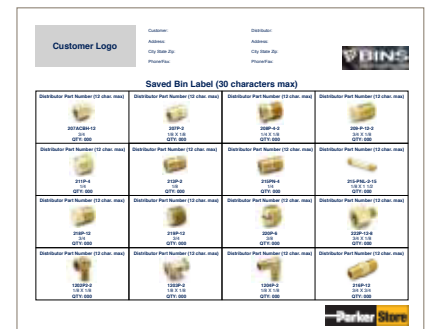 Customer Logo
Customer:
Address:
City State Zip:
Phone/Fax:
Distributor:
Address:
City State Zip:
Phone/Fax:
BINS
Saved Bin Label (30 characters max)
Distributor Part Number (12 char. max) Distributor Part Number (12 char. max) Distributor Part Number (12 char. max) Distributor Part Number (12 char. max)
207ACBH-12 207P-2 208P-4-2 209-P-12-2
3/4 1/8 X 1/8 1/4 X 1/8 3/4 X 1/8
QTY: 000 QTY: 000 QTY: 000 QTY: 000
Distributor Part Number (12 char. max) Distributor Part Number (12 char. max) Distributor Part Number (12 char. max) Distributor Part Number (12 char. max)
211P-4 213P-2 215PN-4 215-PNL-2-15
1/4 1/8 1/4 1/8 X 1 1/2
QTY: 000 QTY: 000 QTY: 000 QTY: 000
Distributor Part Number (12 char. max) Distributor Part Number (12 char. max) Distributor Part Number (12 char. max) Distributor Part Number (12 char. max)
218P-12 219P-12 220P-6 222P-12-8
3/4 3/4 3/8
QTY: 000 QTY: 000 QTY: 000 QTY: 000
Distributor Part Number (12 char. max) Distributor Part Number (12 char. max) Distributor Part Number (12 char. max) Distributor Part Number (12 char. max)
1202P2-2 1203P-2 1204P-2 216P-12
1/8 X 1/8 1/8 X 1/8 1/8 X 1/8 3/4 X 3/4
QTY: 000 QTY: 000 QTY: 000 QTY: 000
Parker Store